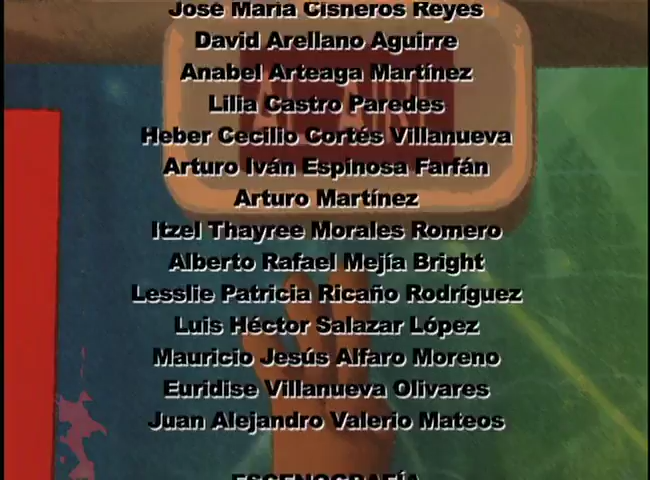 José María Cisneros Reyes
David Arellano Aguirre
Anabel Arteaga Martínez
Lilia Castro Paredes
Heber Cecilio Cortés Villanueva
Arturo Iván Espinosa Farfán
Arturo Martínez
Itzel Thayree Morales Romero
Alberto Rafael Mejía Bright
Lesslie Patricia Ricaño Rodríguez
Luis Héctor Salazar López
Mauricio Jesús Alfaro Moreno
Euridise Villanueva Olivares
Juan Alejandro Valerio Mateos
ESCENOGRAFÍA